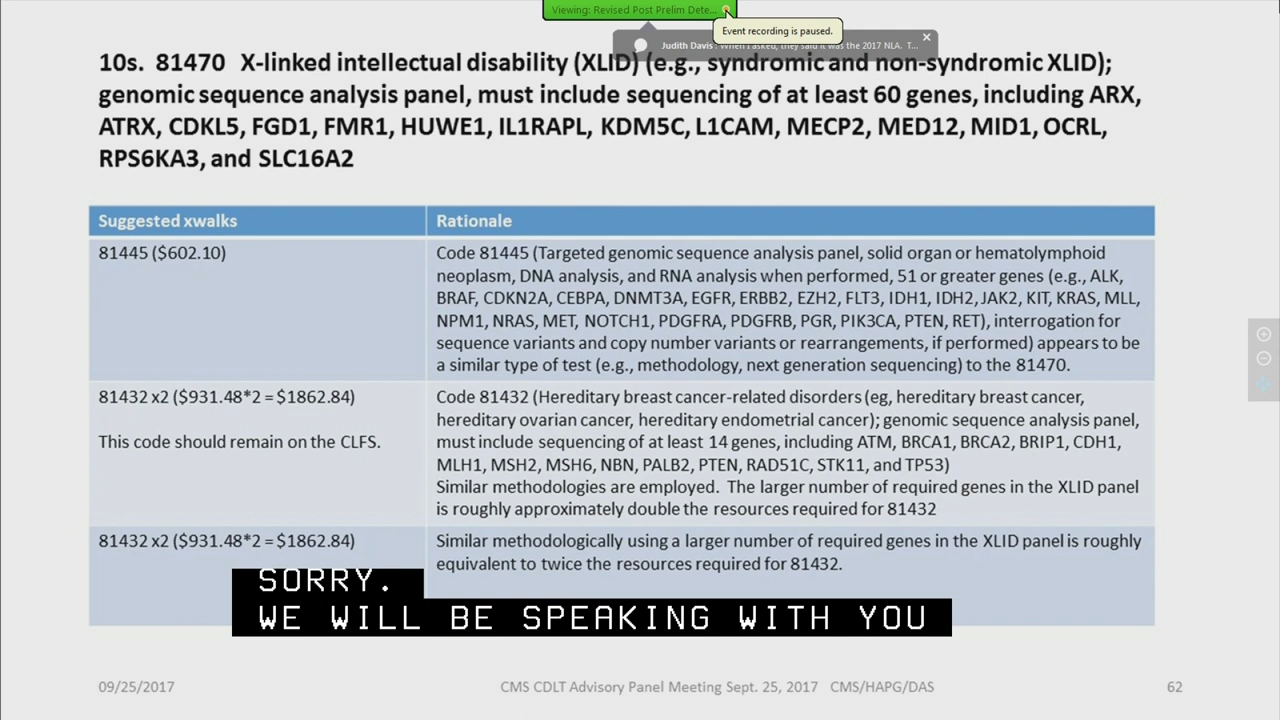 Viewing: Revised Post Prelim Dete...
Event recording is paused.
Judith Davis: When I asked, they said it was the 2017 NLA. T...
10s. 81470 X-linked intellectual disability (XLID) (e.g., syndromic and non-syndromic XLID);
genomic sequence analysis panel, must include sequencing of at least 60 genes, including ARX,
ATRX, CDKL5, FGD1, FMR1, HUWE1, IL1RAPL, KDM5C, L1CAM, MECP2, MED12, MID1, OCRL,
RPS6KA3, and SLC16A2
Suggested xwalks
Rationale
81445 ($602.10)
Code 81445 (Targeted genomic sequence analysis panel, solid organ or hematolymphoid
neoplasm, DNA analysis, and RNA analysis when performed, 51 or greater genes (e.g., ALK,
BRAF, CDKN2A, CEBPA, DNMT3A, EGFR, ERBB2, EZH2, FLT3, IDH1, IDH2, JAK2, KIT, KRAS, MLL,
NPM1, NRAS, MET, NOTCH1, PDGFRA, PDGFRB, PGR, PIK3CA, PTEN, RET), interrogation for
sequence variants and copy number variants or rearrangements, if performed) appears to be
a similar type of test (e.g., methodology, next generation sequencing) to the 81470.
81432 x2 ($931.48*2 = $1862.84)
This code should remain on the CLFS.
Code 81432 (Hereditary breast cancer-related disorders (eg, hereditary breast cancer,
hereditary ovarian cancer, hereditary endometrial cancer); genomic sequence analysis panel,
must include sequencing of at least 14 genes, including ATM, BRCA1, BRCA2, BRIP1, CDH1,
MLH1, MSH2, MSH6, NBN, PALB2, PTEN, RAD51C, STK11, and TP53)
Similar methodologies are employed. The larger number of required genes in the XLID panel
is roughly approximately double the resources required for 81432
81432 x2 ($931.48*2 = $1862.84)
Similar methodologically using a larger number of required genes in the XLID panel is roughly
equivalent to twice the resources required for 81432.
SORRY.
WE WILL BE SPEAKING WITH YOU
09/25/2017
CMS CDLT Advisory Panel Meeting Sept. 25, 2017 CMS/HAPG/DAS
62